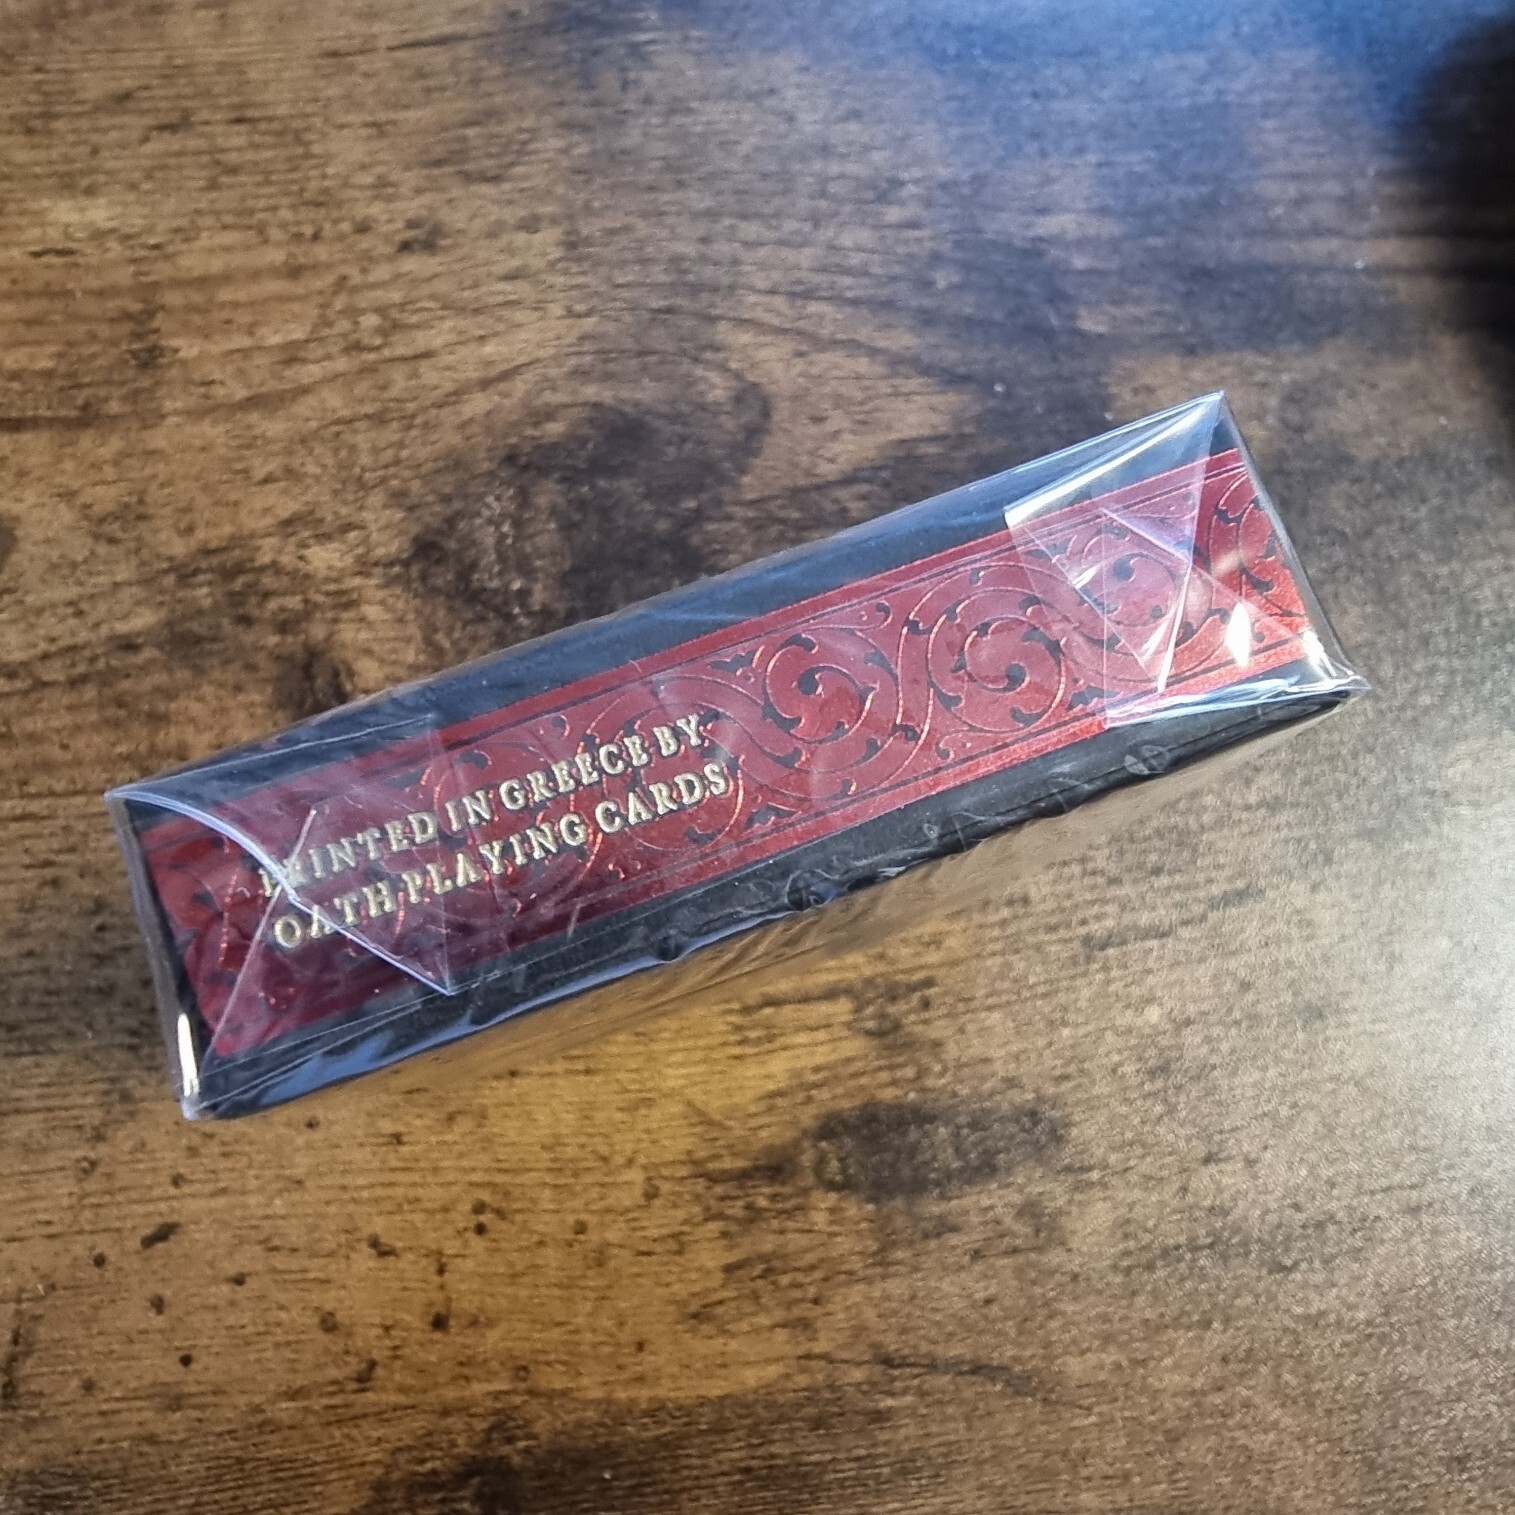 PRINTED IN GREECE BY
OATH PLAYING CARDS